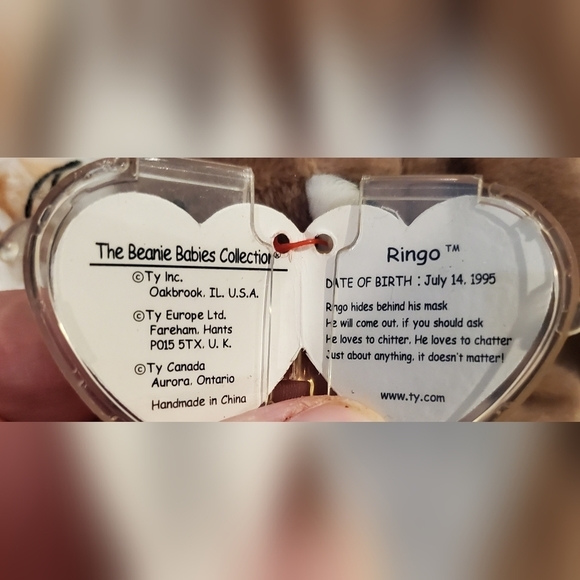 The Beanie Babies Collection®
©Ty Inc.
Oakbrook, IL. U.S.A.
©Ty Europe Ltd.
Fareham, Hants
P015 5TX, U. K.
©Ty Canada
Aurora, Ontario
Handmade in China
Ringo ™
DATE OF BIRTH : July 14, 1995
Ringo hides behind his mask
He will come out, if you should ask
He loves to chitter. He loves to chatter
Just about anything, it doesn't matter!
www.ty.com